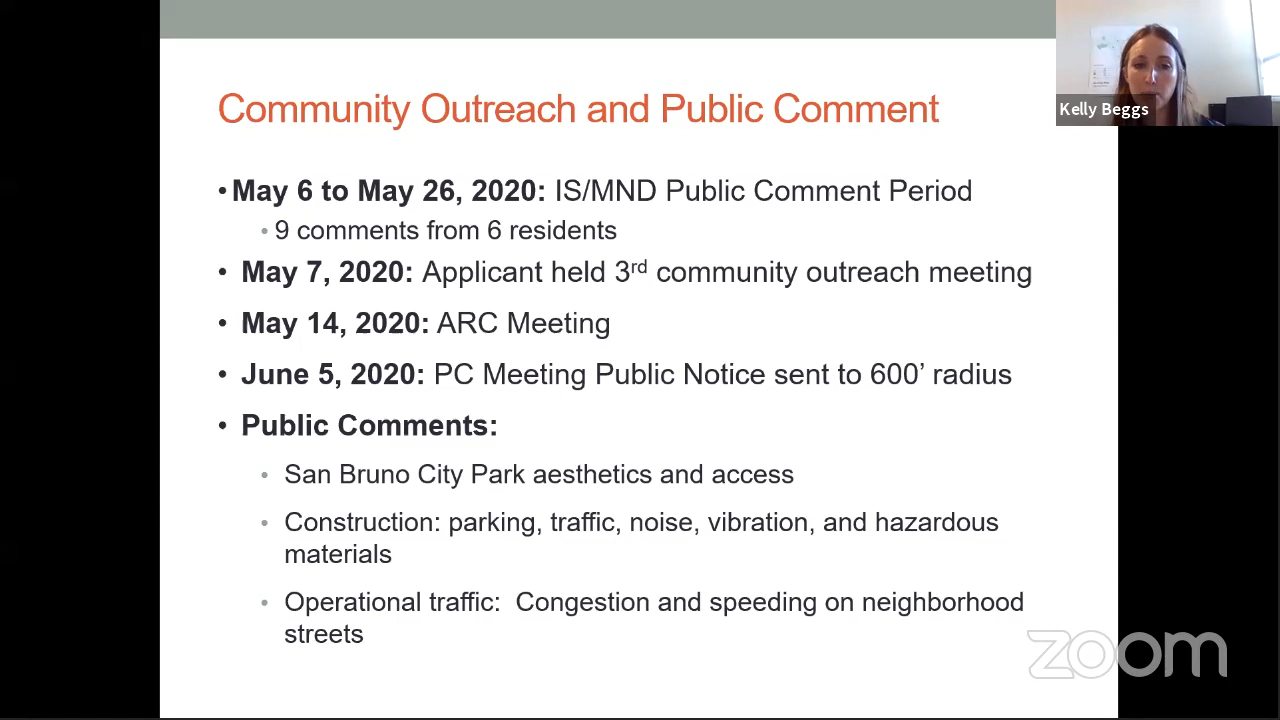 Community Outreach and Public Comment
Kelly Beggs
•May 6 to May 26, 2020: IS/MND Public Comment Period
• 9 comments from 6 residents
• May 7, 2020: Applicant held 3rd community outreach meeting
• May 14, 2020: ARC Meeting
• June 5, 2020: PC Meeting Public Notice sent to 600’ radius
• Public Comments:
• San Bruno City Park aesthetics and access
• Construction: parking, traffic, noise, vibration, and hazardous
materials
• Operational traffic: Congestion and speeding on neighborhood
streets
zoom